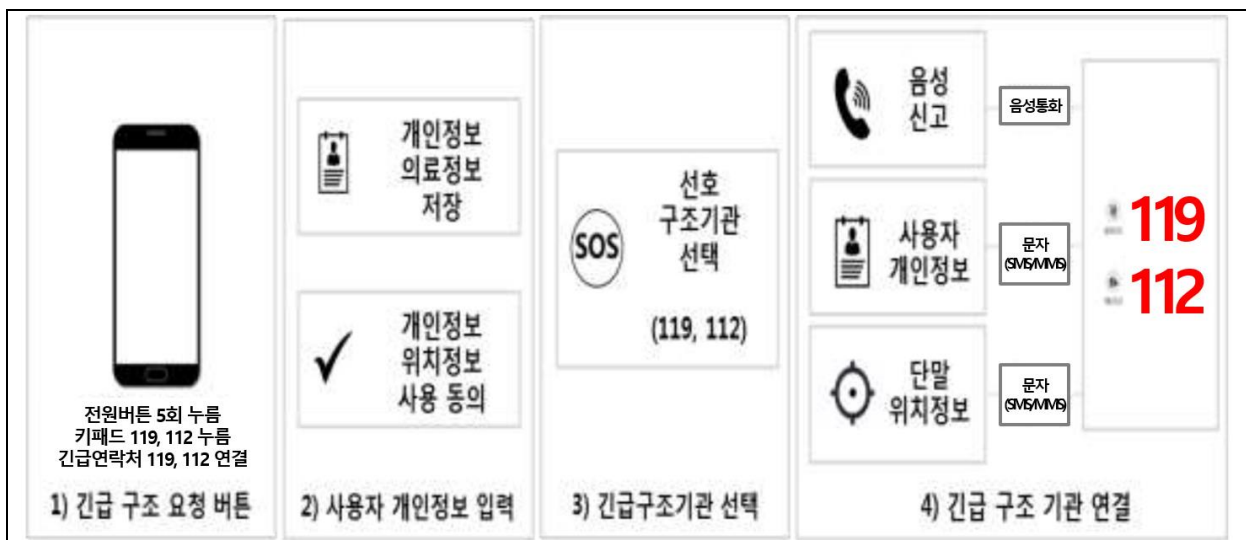 전원버튼 5회 누름
키패드 119, 112 누름
긴급연락처 119, 112 연결
1) 긴급 구조 요청 버튼
개인정보
의료정보
저장
개인정보
위치정보
사용 동의
2) 사용자 개인정보 입력
SOS
선호
구조기관
선택
(119, 112)
3) 긴급구조기관 선택
음성
신고
음성통화
사용자
개인정보
문자
(SMS/MMS)
단말
위치정보
문자
(SMS/MMS)
119
112
4) 긴급 구조 기관 연결